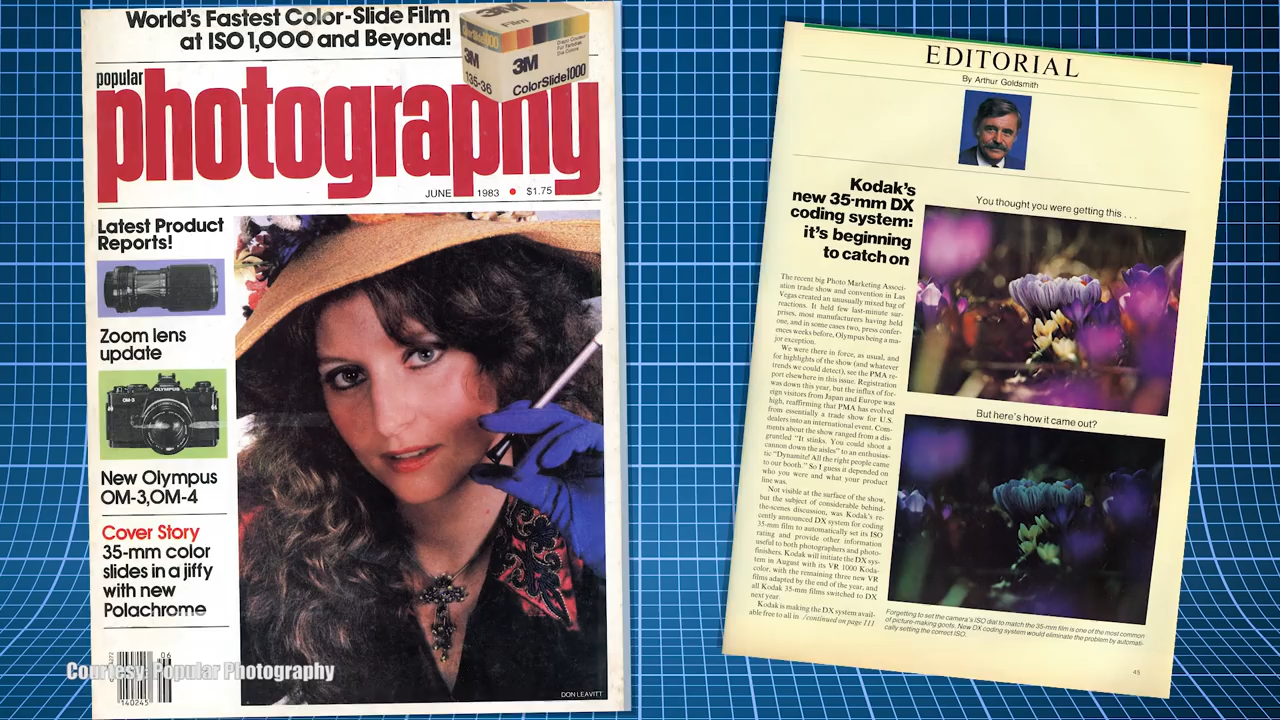 World's Fastest Color-Slide Film
at ISO 1,000 and Beyond!
3M
Film
3M
135-36
3M
ColorSlide1000
popular
photography
JUNE 1983 • $1.75
Latest Product
Reports!
Zoom lens
update
OLYMPUS
New Olympus
OM-3,OM-4
Cover Story
35-mm color
slides in a jiffy
with new
Polachrome
06
140245
DON LEAVITT
Courtesy: Popular Photography
EDITORIAL
By Arthur Goldsmith
Kodak's
new 35-mm DX
coding system:
it's beginning
to catch on
The recent big Photo Marketing Associ-
ation trade show and convention in Las
Vegas created an unusually mixed bag of
reactions. It held few last-minute sur-
prises, most manufacturers having held
one, and in some cases two, press confer-
ences weeks before, Olympus being a ma-
jor exception.
We were there in force, as usual, and
for highlights of the show (and whatever
trends we could detect), see the PMA re-
port elsewhere in this issue. Registration
was down this year, but the influx of for-
eign visitors from Japan and Europe was
high, reaffirming that PMA has evolved
from essentially a trade show for U.S.
dealers into an international event. Com-
ments about the show ranged from a dis-
gruntled "It stinks. You could shoot a
cannon down the aisles" to an enthusias-
tic "Dynamite! All the right people came
to our booth." So I guess it depended on
who you were and what your product
line was.
Not visible at the surface of the show,
but the subject of considerable behind-
the-scenes discussion, was Kodak's re-
cently announced DX system for coding
35-mm film to automatically set its ISO
rating and provide other information
useful to both photographers and photo-
finishers. Kodak will initiate the DX sys-
tem in August with its VR 1000 Koda-
color, with the remaining three new VR
films adapted by the end of the year, and
all Kodak 35-mm films switched to DX
next year.
Kodak is making the DX system avail-
able free to all in /continued on page 111
You thought you were getting this . . .
But here's how it came out?
Forgetting to set the camera's ISO dial to match the 35-mm film is one of the most common
of picture-making goofs. New DX coding system would eliminate the problem by automati-
cally setting the correct ISO.
45